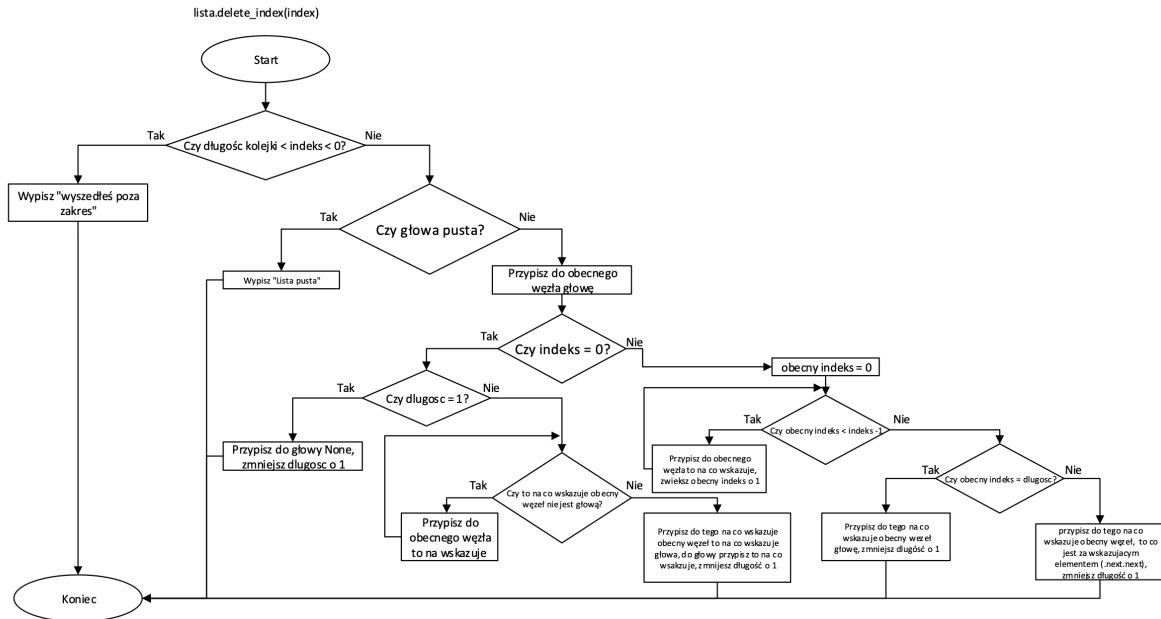 lista.delete_index(index)
Start
Tak
Nie
Czy długośc kolejki < indeks < 0?
Wypisz "wyszedłeś poza
zakres"
Tak
Nie
Czy głowa pusta?
Wypisz "Lista pusta"
Przypisz do obecnego
węzła głowę
Tak
Nie
Czy indeks = 0?
obecny indeks = 0
Tak
Nie
Czy dlugosc = 1?
Tak
Nie
Czy obecny indeks < indeks -1
Przypisz do głowy None,
zmniejsz dlugosc o 1
Przypisz do obecnego
węzła to na co wskazuje,
zwieksz obecny indeks o 1
Tak
Nie
Czy obecny indeks = dlugosc?
Tak
Nie
Czy to na co wskazuje obecny
węzeł nie jest głową?
Przypisz do
obecnego węzła
to na wskazuje
Przypisz do tego na co wskazuje
obecny węzeł to na co wskazuje
głowa, do głowy przypisz to na co
wsakzuje, zmnijesz długość o 1
Przypisz do tego na co
wskazuje obecny wezeł
głowę, zmniejsz dlugość o 1
przypisz do tego na co
wskazuje obecny węzeł, to co
jest za wskazujacym
elementem (.next.next),
zmniejsz długość o 1
Koniec